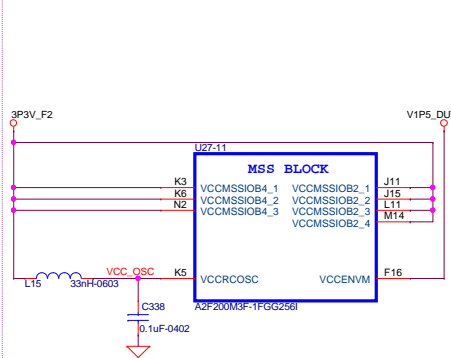 3P3V_F2
V1P5_DU
U27-11
MSS BLOCK
K3 VCCMSSIOB4_1 VCCMSSIOB2_1 J11
K6 VCCMSSIOB4_2 VCCMSSIOB2_2 J15
N2 VCCMSSIOB4_3 VCCMSSIOB2_3 L11
VCCMSSIOB2_4 M14
VCC_OSC K5 VCCRCOSC VCCENVM F16
L15 33nH-0603
C338 A2F200M3F-1FGG256I
0.1uF-0402